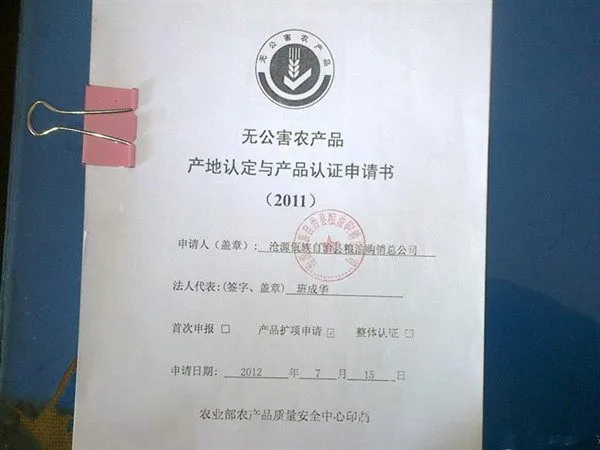 无公害农产品
无公害农产品
产地认定与产品认证申请书
（2011）
申请人（盖章）：沧源佤族自治县粮油购销总公司
法人代表:(签字、盖章) 班成华
首次申报 □ 产品扩项申请 ☑ 整体认证 □
申请日期： 2012 年 7 月 15 日
农业部农产品质量安全中心印制